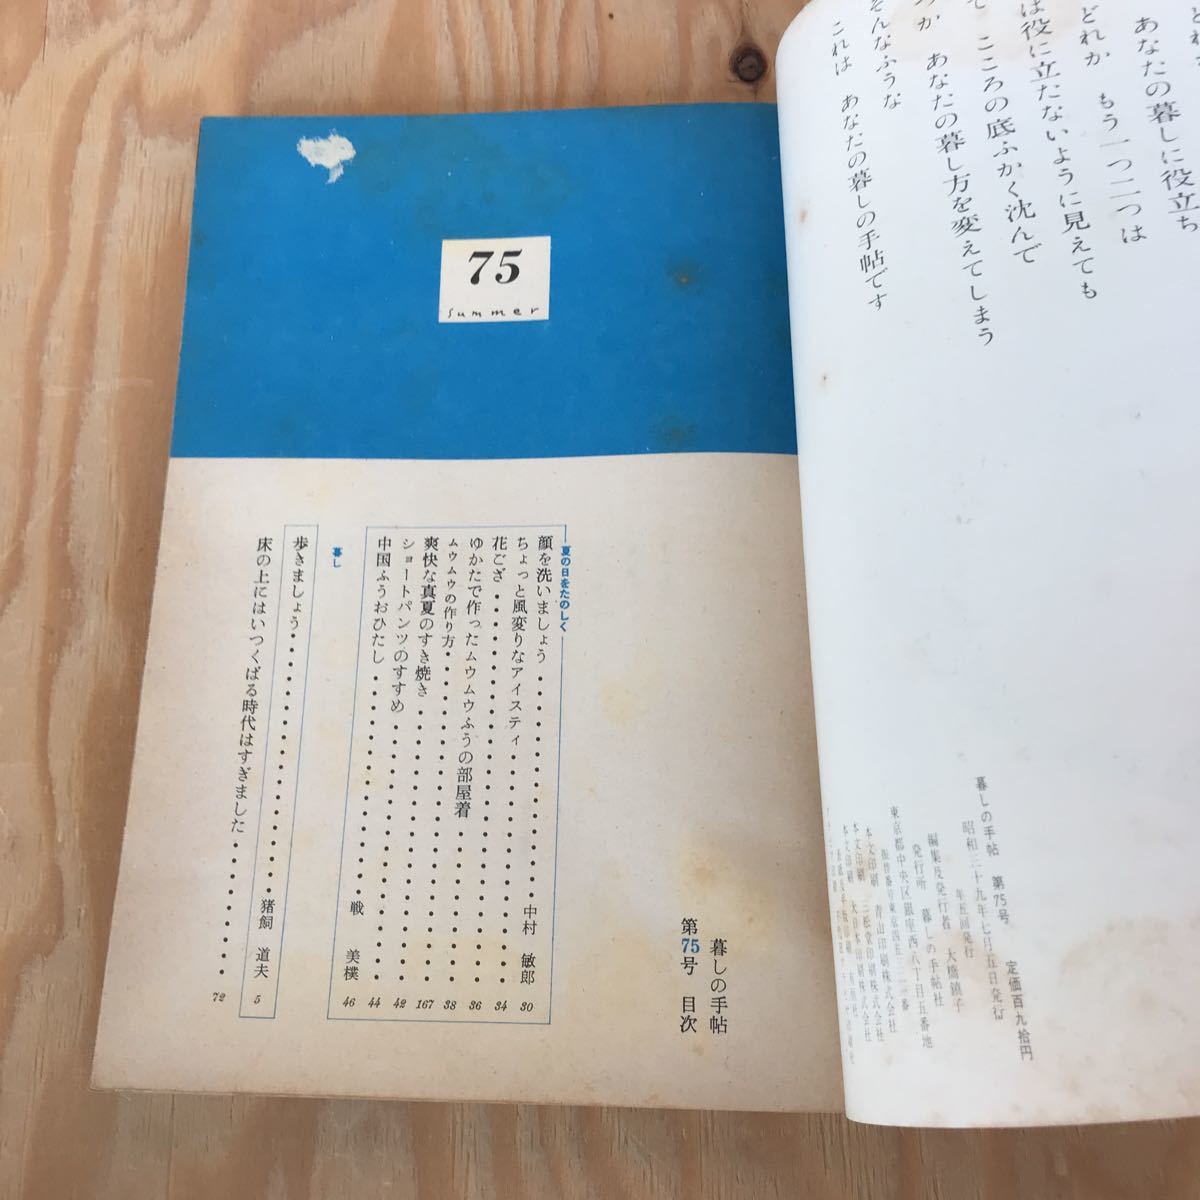 あなたの暮しに役立ち
どれか もう一つ二つは
は役に立たないように見えても
て こころの底ふかく沈んで
か あなたの暮し方を変えてしまう
そんなふうな
これは あなたの暮しの手帖です
暮しの手帖 第75号 定価百九拾円
昭和三十九年七月五日発行
年五回発行
編集及発行者 大橋鎮子
発行所 暮しの手帖社
東京都中央区銀座西八丁目五番地
75
summer
暮しの手帖
第75号 目次
夏の日をたのしく
顔を洗いましょう 中村 敏郎 30
ちょっと風変りなアイスティ 34
花ござ 36
ゆかたで作ったムウムウふうの部屋着 38
ムウムウの作り方 167
爽快な真夏のすき焼き 42
ショートパンツのすすめ 44
中国ふうおひたし 戦 美樸 46
暮し
歩きましょう 猪飼 道夫 5
床の上にはいつくばる時代はすぎました 72